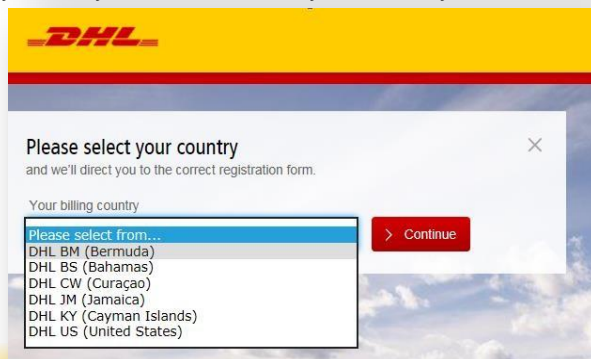 DHL
Please select your country
and we'll direct you to the correct registration form.
Your billing country
Please select from...
DHL BM (Bermuda)
DHL BS (Bahamas)
DHL CW (Curaçao)
DHL JM (Jamaica)
DHL KY (Cayman Islands)
DHL US (United States)
> Continue